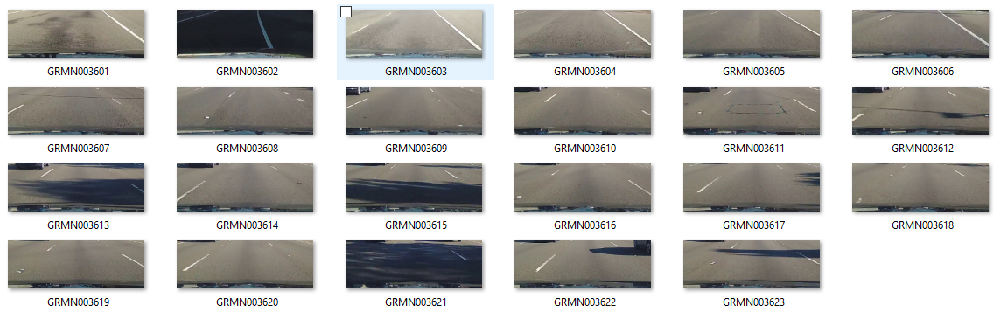 GRMN003601 GRMN003602 GRMN003603 GRMN003604 GRMN003605 GRMN003606
GRMN003607 GRMN003608 GRMN003609 GRMN003610 GRMN003611 GRMN003612
GRMN003613 GRMN003614 GRMN003615 GRMN003616 GRMN003617 GRMN003618
GRMN003619 GRMN003620 GRMN003621 GRMN003622 GRMN003623